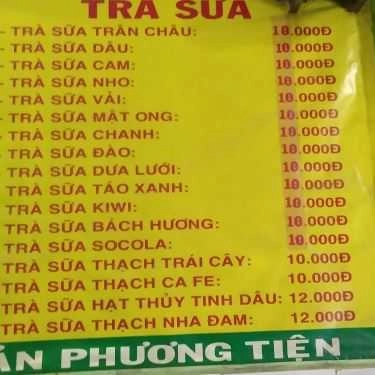 TRÀ SỮA
- TRÀ SỮA TRÂN CHÂU: 10.000Đ
- TRÀ SỮA DÂU: 10.000Đ
- TRÀ SỮA CAM: 10.000Đ
- TRÀ SỮA NHO: 10.000Đ
- TRÀ SỮA VẢI: 10.000Đ
- TRÀ SỮA MẬT ONG: 10.000Đ
- TRÀ SỮA CHANH: 10.000Đ
- TRÀ SỮA ĐÀO: 10.000Đ
- TRÀ SỮA DƯA LƯỚI: 10.000Đ
- TRÀ SỮA TÁO XANH: 10.000Đ
- TRÀ SỮA KIWI: 10.000Đ
- TRÀ SỮA BÁCH HƯƠNG: 10.000Đ
- TRÀ SỮA SOCOLA: 10.000Đ
TRÀ SỮA THẠCH TRÁI CÂY: 10.000Đ
TRÀ SỮA THẠCH CA FE: 10.000Đ
TRÀ SỮA HẠT THỦY TINH DÂU: 12.000Đ
TRÀ SỮA THẠCH NHA ĐAM: 12.000Đ
PHƯƠNG TIỆN